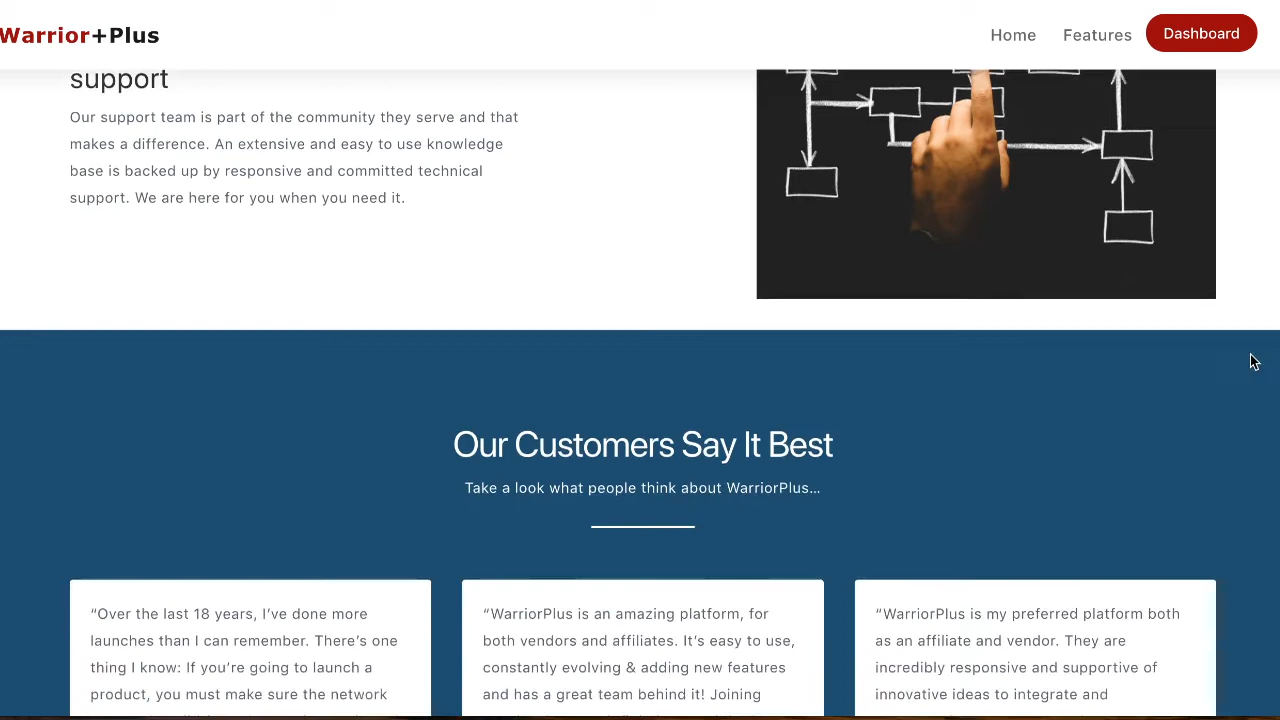 Warrior+Plus
Home
Features
Dashboard
support
Our support team is part of the community they serve and that
makes a difference. An extensive and easy to use knowledge
base is backed up by responsive and committed technical
support. We are here for you when you need it.
Our Customers Say It Best
Take a look what people think about WarriorPlus...
“Over the last 18 years, I’ve done more
launches than I can remember. There’s one
thing I know: If you’re going to launch a
product, you must make sure the network
“WarriorPlus is an amazing platform, for
both vendors and affiliates. It’s easy to use,
constantly evolving & adding new features
and has a great team behind it! Joining
“WarriorPlus is my preferred platform both
as an affiliate and vendor. They are
incredibly responsive and supportive of
innovative ideas to integrate and